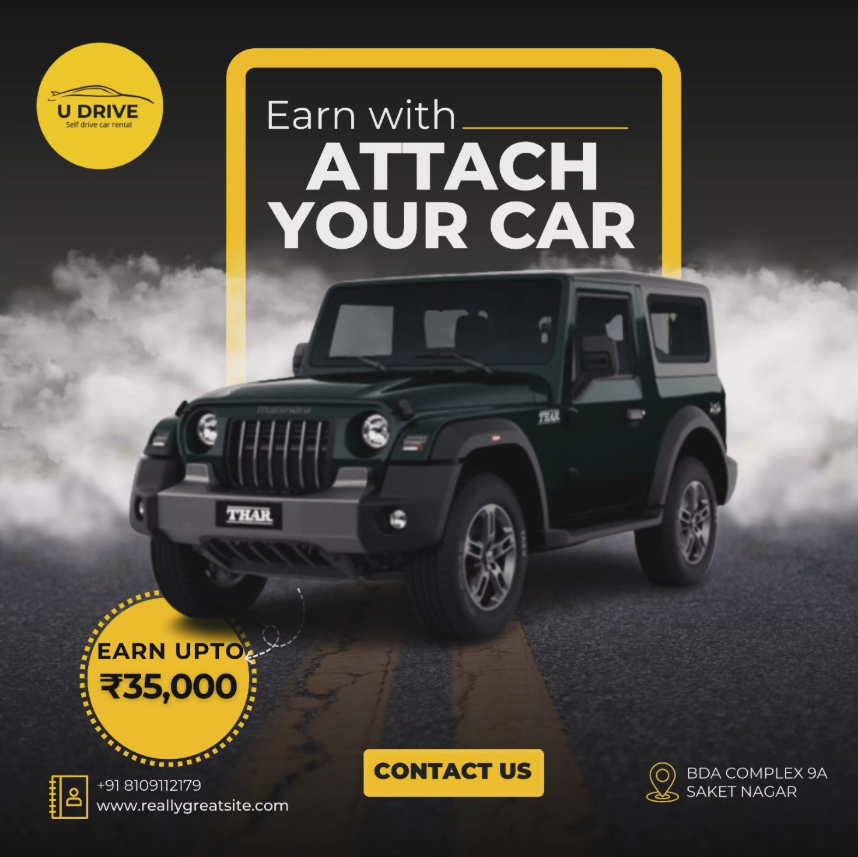 U DRIVE
Self drive car rental
Earn with
ATTACH
YOUR CAR
Mahindra
THAR
THAR
EARN UPTO
₹35,000
CONTACT US
+91 8109112179
www.reallygreatsite.com
BDA COMPLEX 9A
SAKET NAGAR